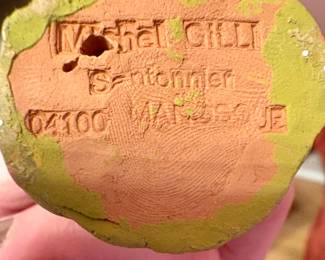 Michel GILLI
Santonnier
04100 MANOSQUE